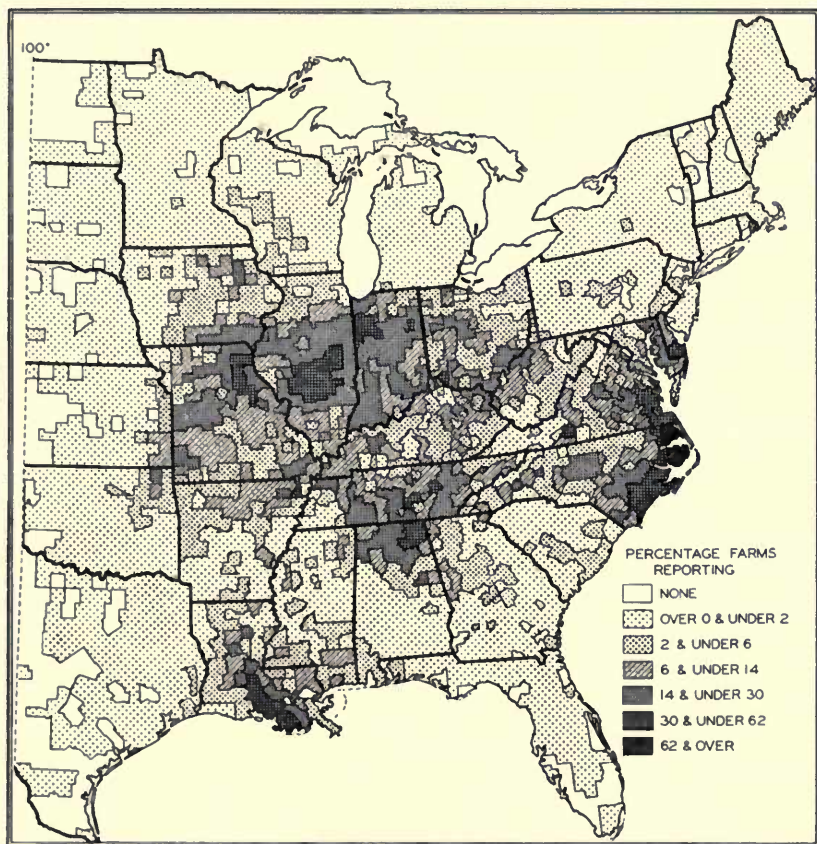 100°
PERCENTAGE FARMS
REPORTING
NONE
OVER 0 & UNDER 2
2 & UNDER 6
6 & UNDER 14
14 & UNDER 30
30 & UNDER 62
62 & OVER